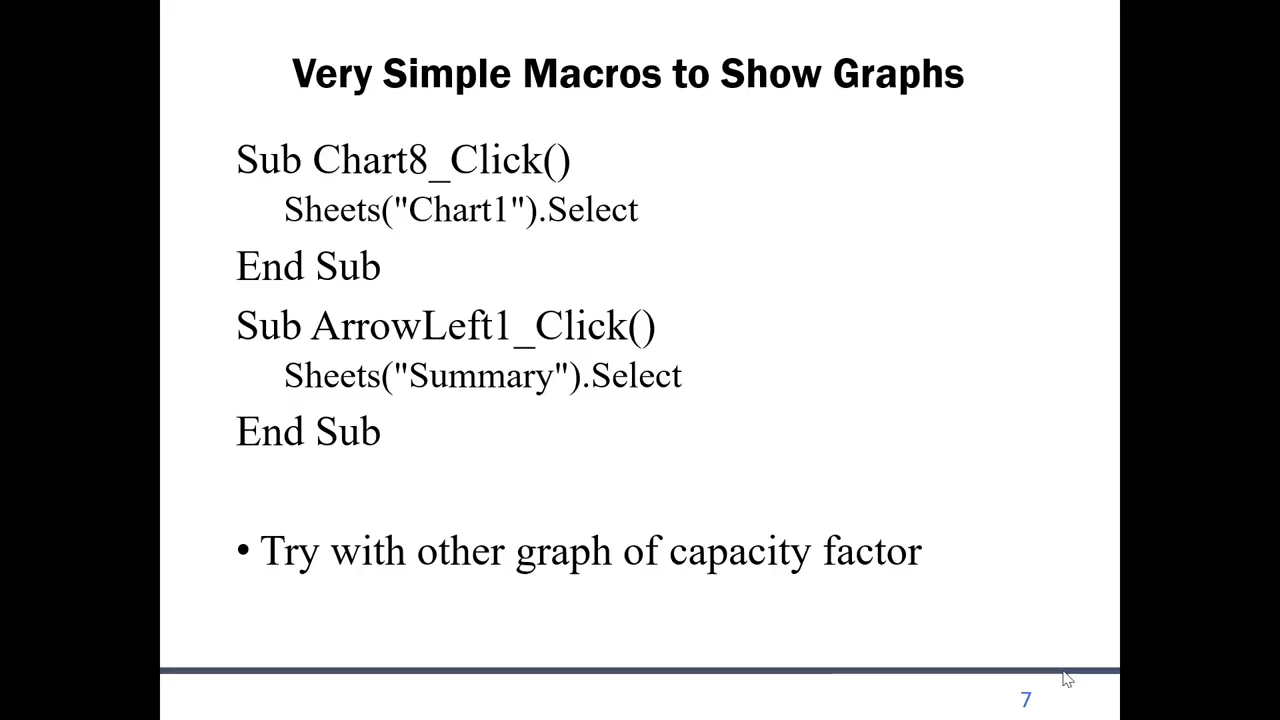 Very Simple Macros to Show Graphs
Sub Chart8_Click()
Sheets("Chart1").Select
End Sub
Sub ArrowLeft1_Click()
Sheets("Summary").Select
End Sub
• Try with other graph of capacity factor
7